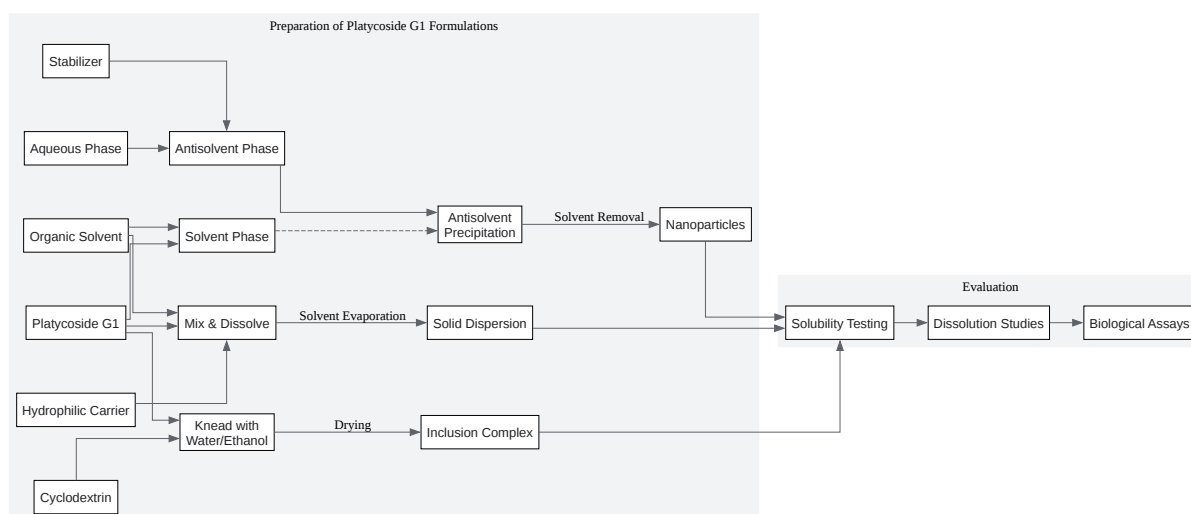 Preparation of Platycoside G1 Formulations
Stabilizer
Aqueous Phase
Antisolvent Phase
Organic Solvent
Solvent Phase
Antisolvent
Precipitation
Solvent Removal
Nanoparticles
Platycoside G1
Mix & Dissolve
Solvent Evaporation
Solid Dispersion
Hydrophilic Carrier
Knead with
Water/Ethanol
Drying
Inclusion Complex
Cyclodextrin
Evaluation
Solubility Testing
Dissolution Studies
Biological Assays